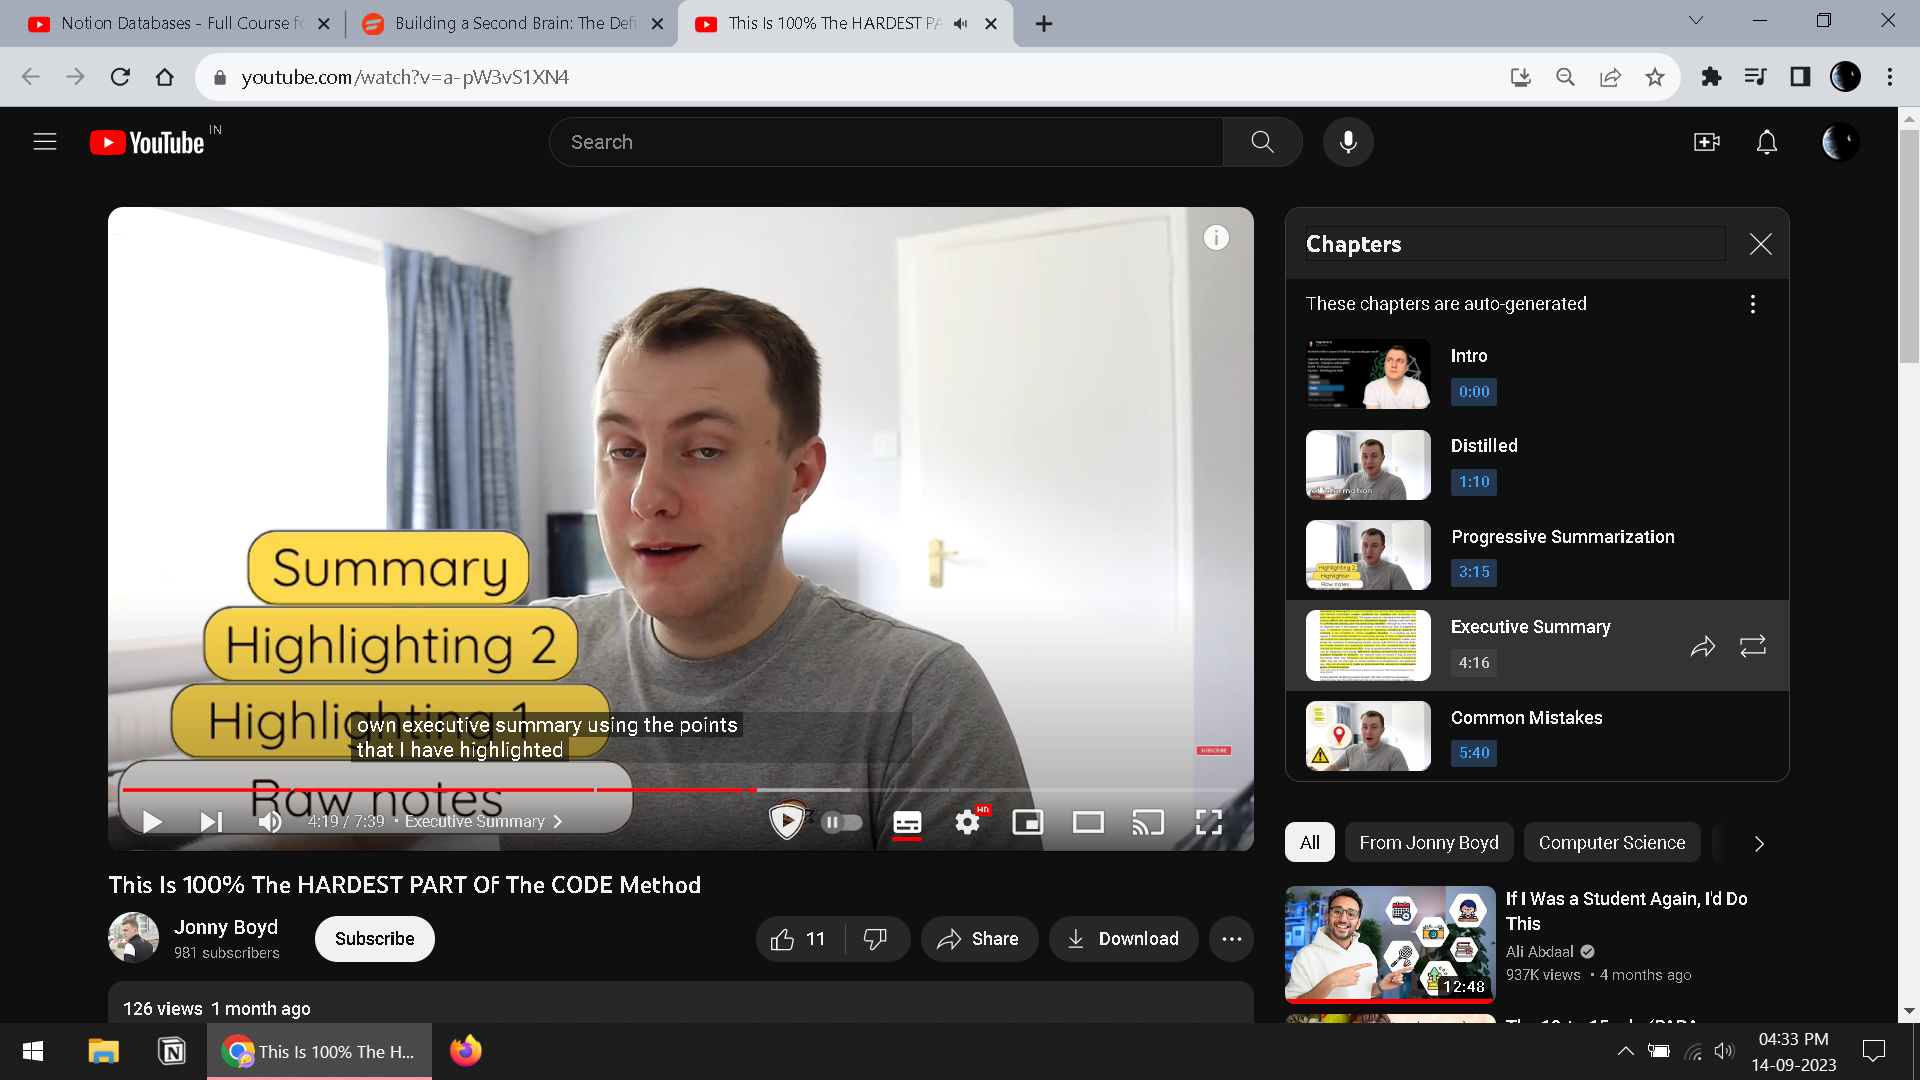 Notion Databases - Full Course fo
Building a Second Brain: The Defi
This Is 100% The HARDEST PA
youtube.com/watch?v=a-pW3vS1XN4
YouTube IN
Search
Chapters
These chapters are auto-generated
Intro
0:00
Distilled
1:10
Progressive Summarization
3:15
Executive Summary
4:16
Common Mistakes
5:40
Summary
Highlighting 2
Highlighting 1
own executive summary using the points
that I have highlighted
Raw notes
SUBSCRIBE
4:19 / 7:39 • Executive Summary
HD
All
From Jonny Boyd
Computer Science
This Is 100% The HARDEST PART Of The CODE Method
Jonny Boyd
981 subscribers
Subscribe
11
Share
Download
126 views 1 month ago
If I Was a Student Again, I'd Do
This
Ali Abdaal
937K views • 4 months ago
12:48
This Is 100% The H...
04:33 PM
14-09-2023